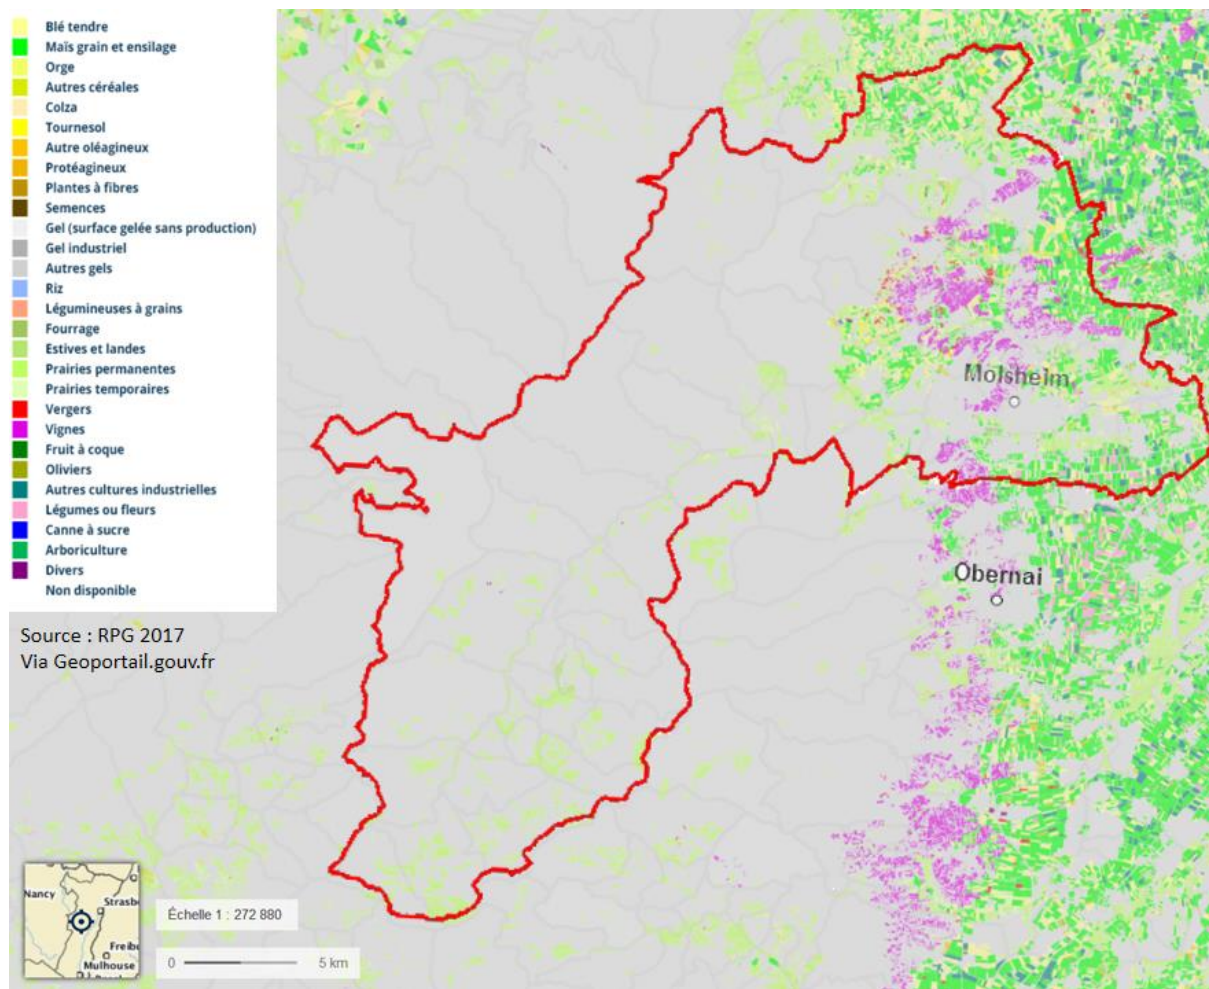 Blé tendre
Maïs grain et ensilage
Orge
Autres céréales
Colza
Tournesol
Autre oléagineux
Protéagineux
Plantes à fibres
Semences
Gel (surface gelée sans production)
Gel industriel
Autres gels
Riz
Légumineuses à grains
Fourrage
Estives et landes
Prairies permanentes
Prairies temporaires
Vergers
Vignes
Fruit à coque
Oliviers
Autres cultures industrielles
Légumes ou fleurs
Canne à sucre
Arboriculture
Divers
Non disponible
Source : RPG 2017
Via Geoportail.gouv.fr
Molsheim
Obernai
Nancy
Strasb
Freib
Mulhouse
Échelle 1 : 272 880
0 5 km